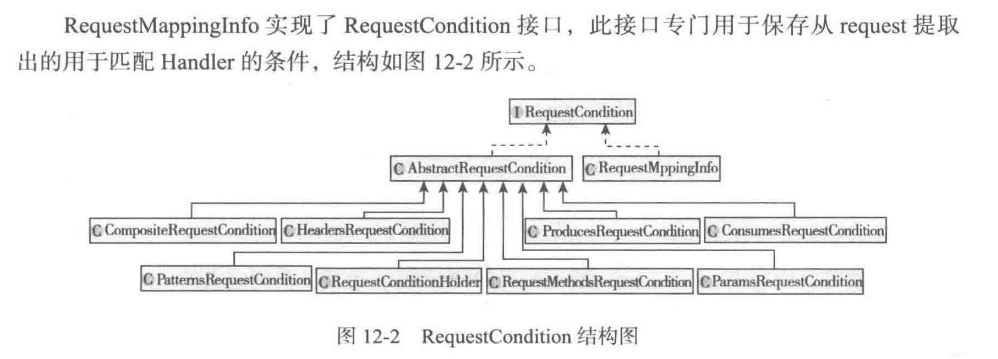 RequestMappingInfo 实现了 RequestCondition 接口，此接口专门用于保存从 request 提取
出的用于匹配 Handler 的条件，结构如图 12-2 所示。
I RequestCondition
C AbstractRequestCondition C RequestMppingInfo
C CompositeRequestCondition C HeadersRequestCondition C ProducesRequestCondition C ConsumesRequestCondition
C PatternsRequestCondition C RequestConditionHolder C RequestMethodsRequestCondition C ParamsRequestCondition
图 12-2 RequestCondition 结构图